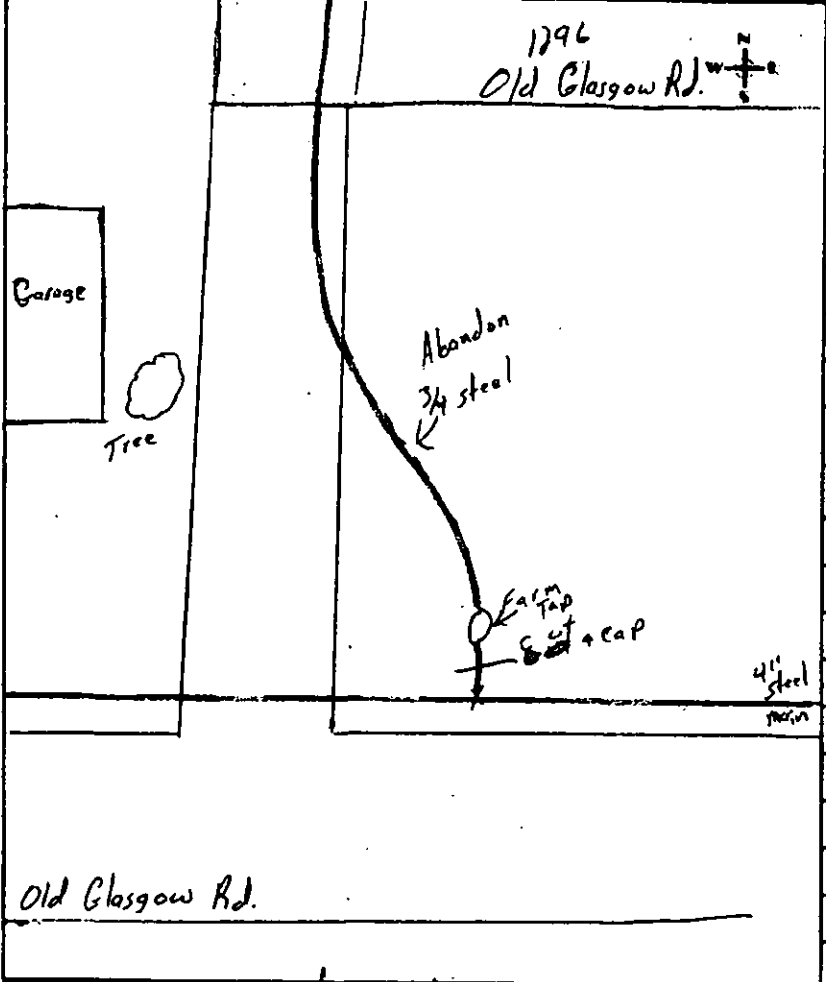 1296
Old Glasgow Rd.
N
W E
S
Garage
Tree
Abandon
3/4 steel
Farm
Tap
Cut & cap
4"
steel
main
Old Glasgow Rd.